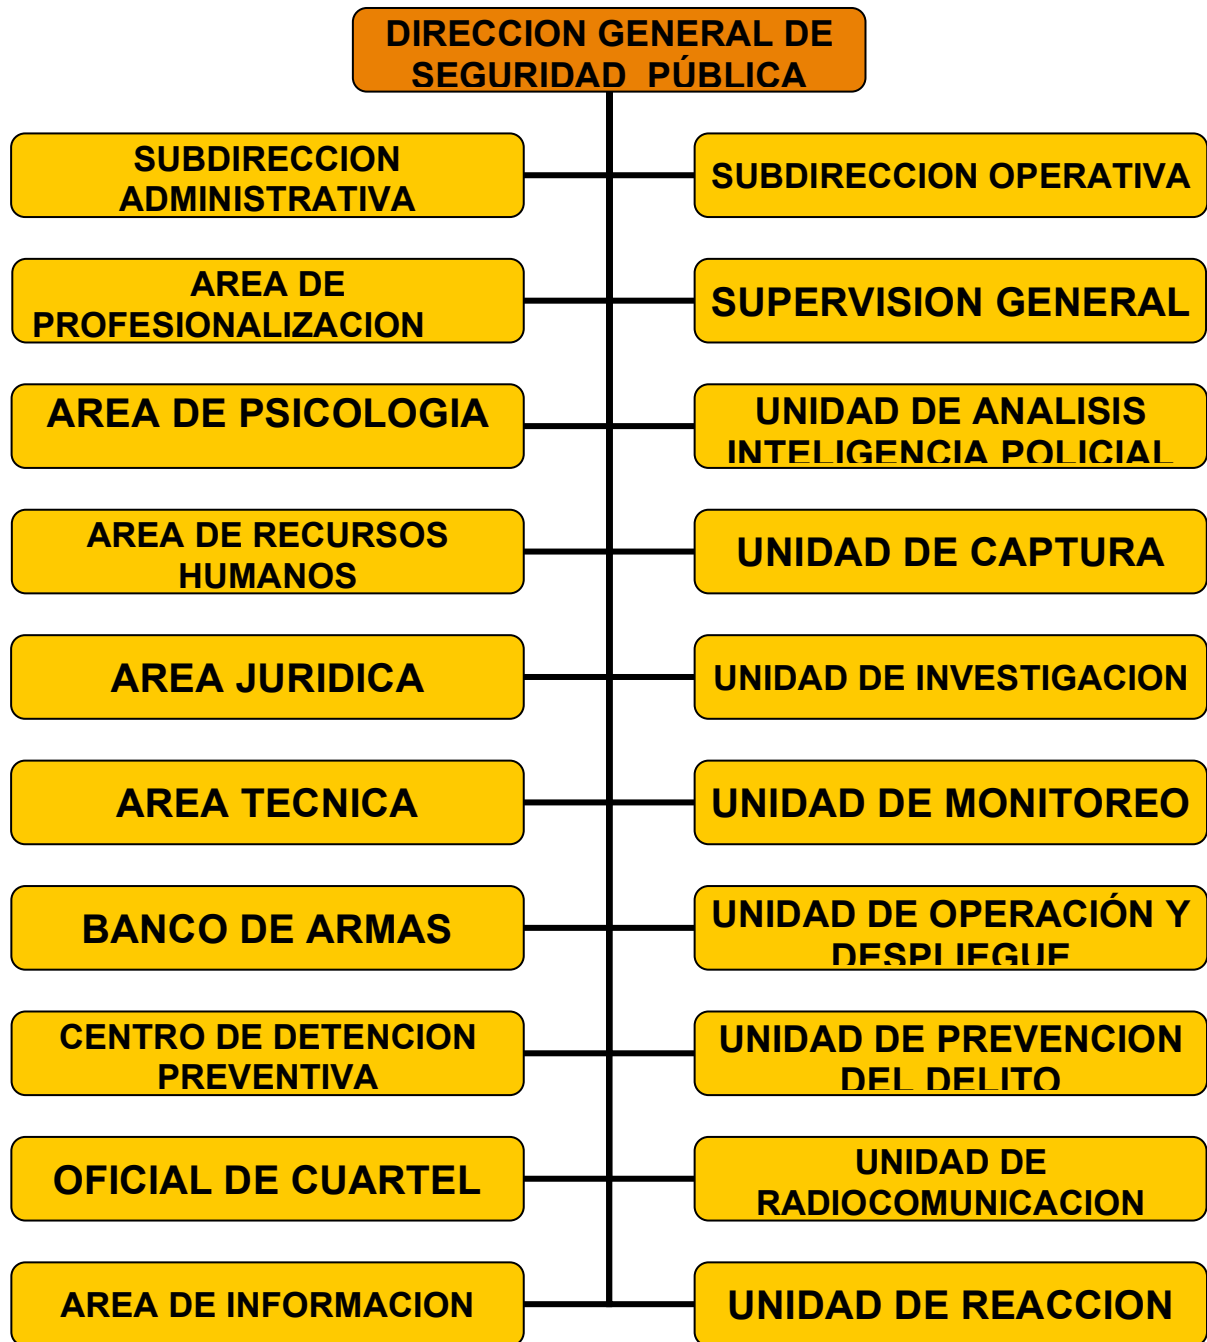 DIRECCION GENERAL DE
SEGURIDAD PÚBLICA
SUBDIRECCION
ADMINISTRATIVA
SUBDIRECCION OPERATIVA
AREA DE
PROFESIONALIZACION
SUPERVISION GENERAL
AREA DE PSICOLOGIA
UNIDAD DE ANALISIS
INTELIGENCIA POLICIAL
AREA DE RECURSOS
HUMANOS
UNIDAD DE CAPTURA
AREA JURIDICA
UNIDAD DE INVESTIGACION
AREA TECNICA
UNIDAD DE MONITOREO
BANCO DE ARMAS
UNIDAD DE OPERACIÓN Y
DESPLIEGUE
CENTRO DE DETENCION
PREVENTIVA
UNIDAD DE PREVENCION
DEL DELITO
OFICIAL DE CUARTEL
UNIDAD DE
RADIOCOMUNICACION
AREA DE INFORMACION
UNIDAD DE REACCION